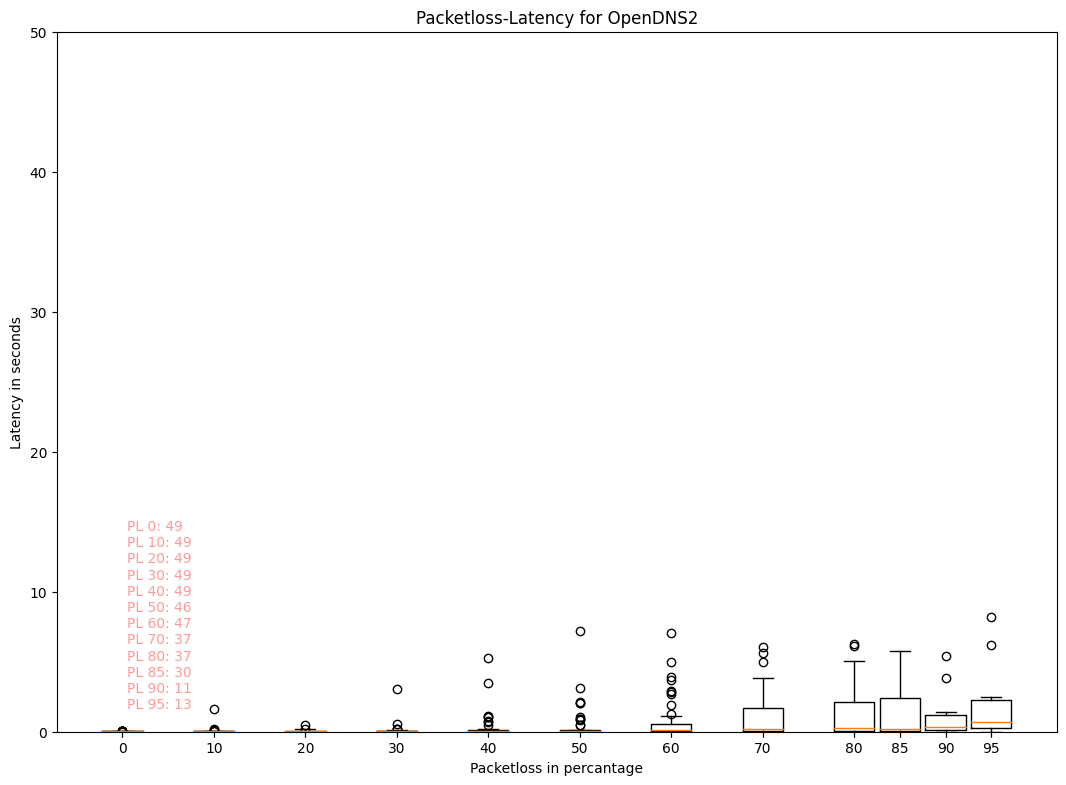 Packetloss-Latency for OpenDNS2
50
40
30
20
10
0
Latency in seconds
PL 0: 49
PL 10: 49
PL 20: 49
PL 30: 49
PL 40: 49
PL 50: 46
PL 60: 47
PL 70: 37
PL 80: 37
PL 85: 30
PL 90: 11
PL 95: 13
0 10 20 30 40 50 60 70 80 85 90 95
Packetloss in percantage